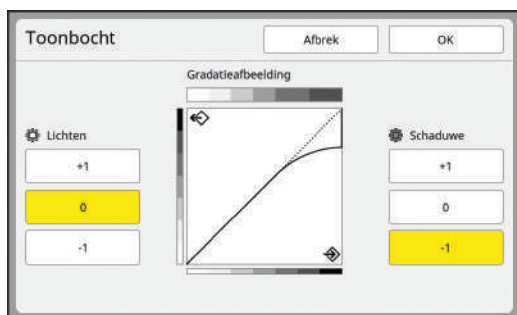 Toonbocht
Afbrek
OK
Gradatieafbeelding
Lichten
+1
0
-1
Schaduwe
+1
0
-1